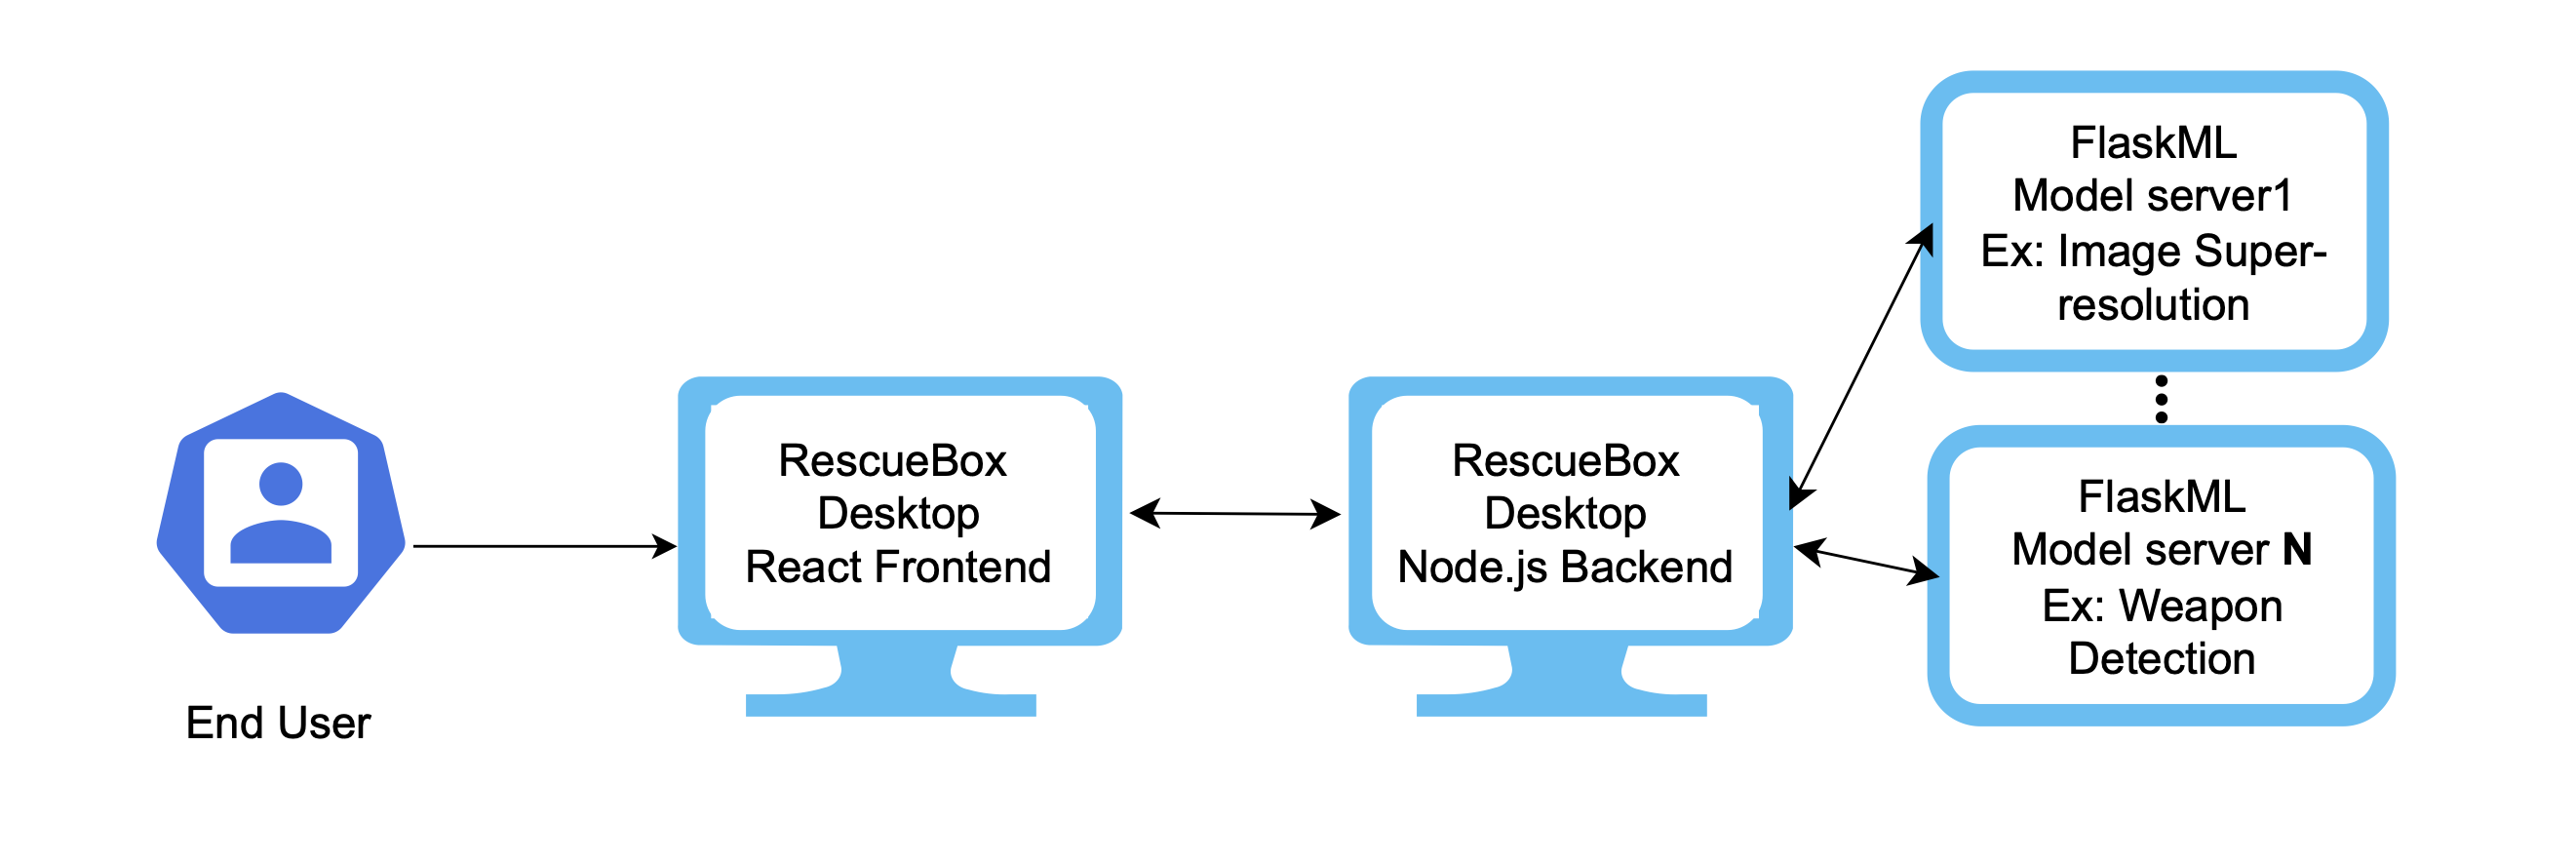 End User
RescueBox
Desktop
React Frontend
RescueBox
Desktop
Node.js Backend
FlaskML
Model server1
Ex: Image Super-
resolution
FlaskML
Model server N
Ex: Weapon
Detection